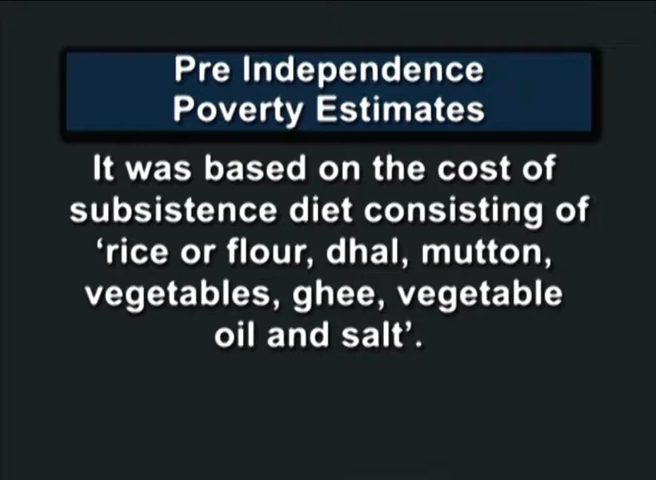 Pre Independence
Poverty Estimates
It was based on the cost of
subsistence diet consisting of
‘rice or flour, dhal, mutton,
vegetables, ghee, vegetable
oil and salt’.